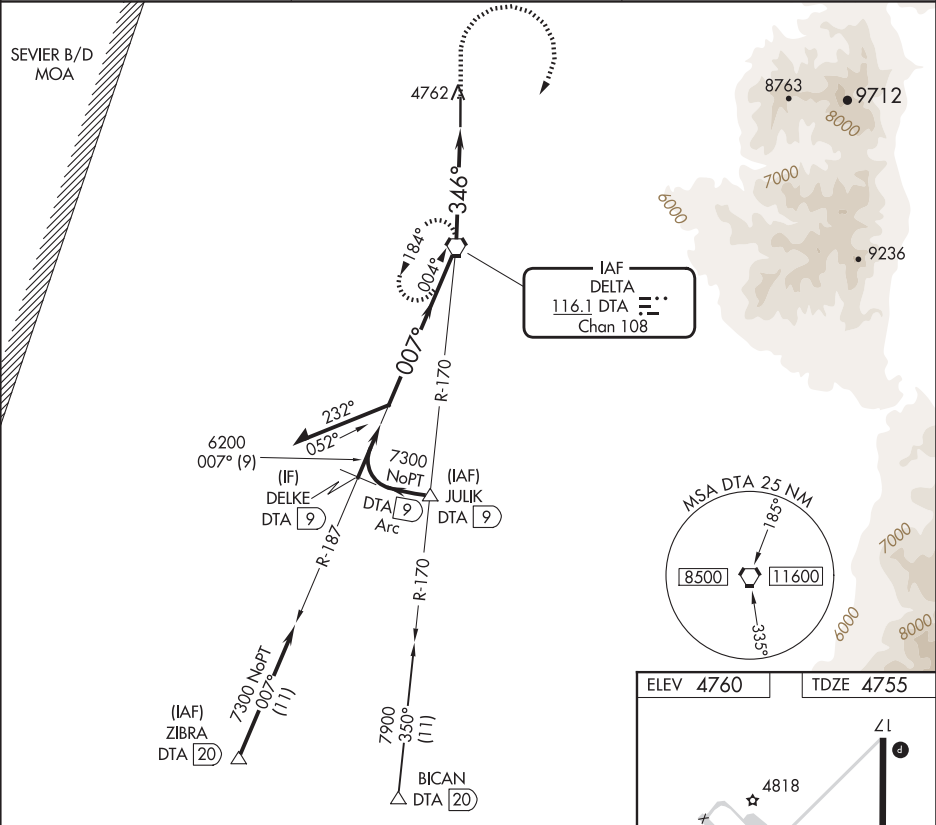 SEVIER B/D
MOA
4762
8763
9712
8000
7000
6000
9236
346°
184°
004°
IAF
DELTA
116.1 DTA
Chan 108
007°
R-170
232°
052°
6200
007° (9)
7300
NoPT
(IAF)
JULIK
DTA 9
(IF)
DELKE
DTA 9
DTA 9
Arc
R-187
R-170
MSA DTA 25 NM
185°
8500
11600
335°
7000
6000
8000
7300 NoPT
007°
(11)
(IAF)
ZIBRA
DTA 20
7900
350°
(11)
BICAN
DTA 20
ELEV 4760
TDZE 4755
17
P
4818